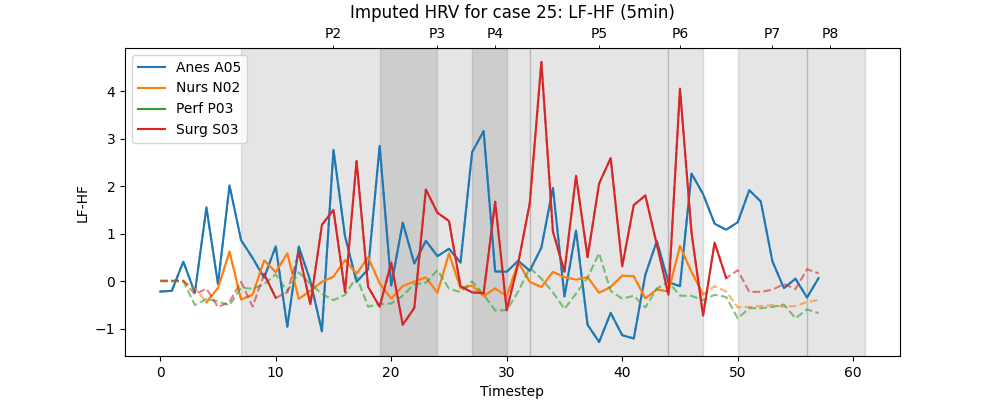 Imputed HRV for case 25: LF-HF (5min)
P2 P3 P4 P5 P6 P7 P8
Anes A05
Nurs N02
Perf P03
Surg S03
LF-HF
4
3
2
1
0
−1
0 10 20 30 40 50 60
Timestep